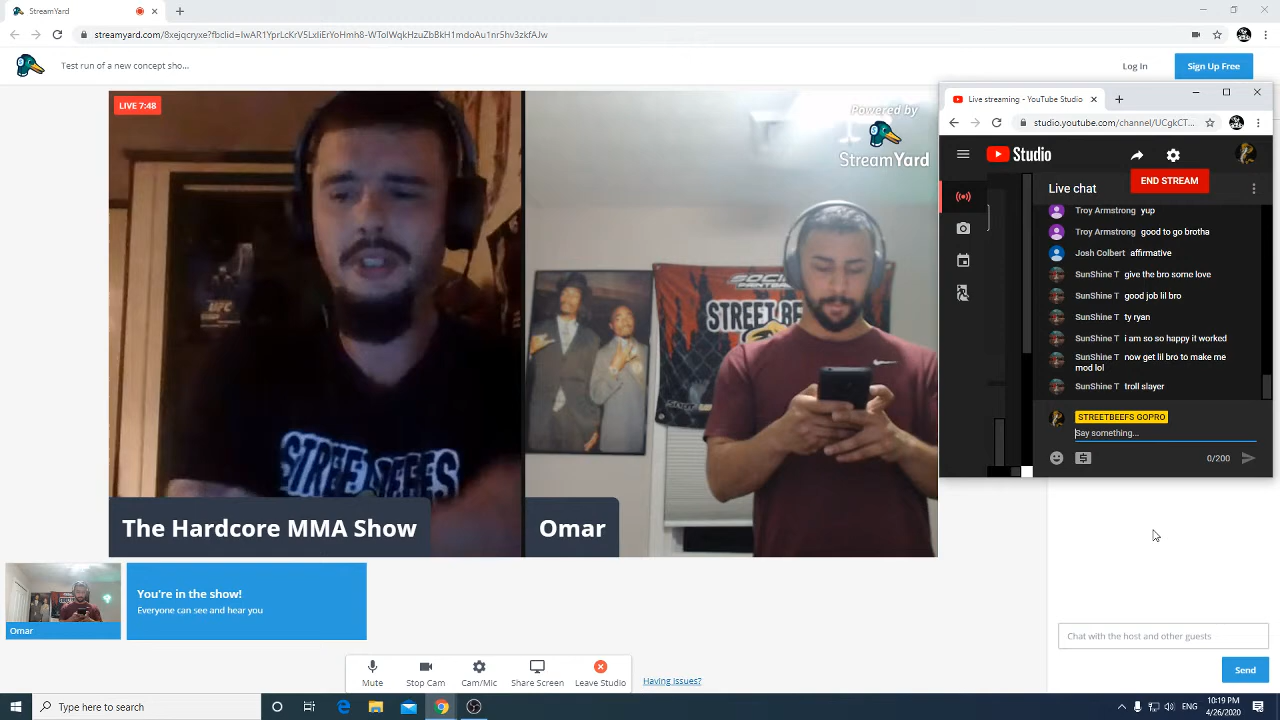 StreamYard
streamyard.com/8xejqcryxe?fbclid=IwAR1YprLcKrV5LxliErYoHmh8-WTolWqkHzuZbBkH1mdoAu1nrShv3zkfAJw
Test run of a new concept sho...
Log In
Sign Up Free
LIVE 7:48
Powered by
StreamYard
UFC
STREET BE
STREETBEEFS
The Hardcore MMA Show
Omar
Live streaming - YouTube Studio
studio.youtube.com/channel/UCgkCT...
Studio
END STREAM
Live chat
Troy Armstrong yup
Troy Armstrong good to go brotha
Josh Colbert affirmative
SunShine T give the bro some love
SunShine T good job lil bro
SunShine T ty ryan
SunShine T i am so so happy it worked
SunShine T now get lil bro to make me
mod lol
SunShine T troll slayer
STREETBEEFS GOPRO
Say something...
0/200
Omar
You're in the show!
Everyone can see and hear you
Chat with the host and other guests
Send
Mute
Stop Cam
Cam/Mic
Share Screen
Leave Studio
Having issues?
Type here to search
10:19 PM
4/26/2020